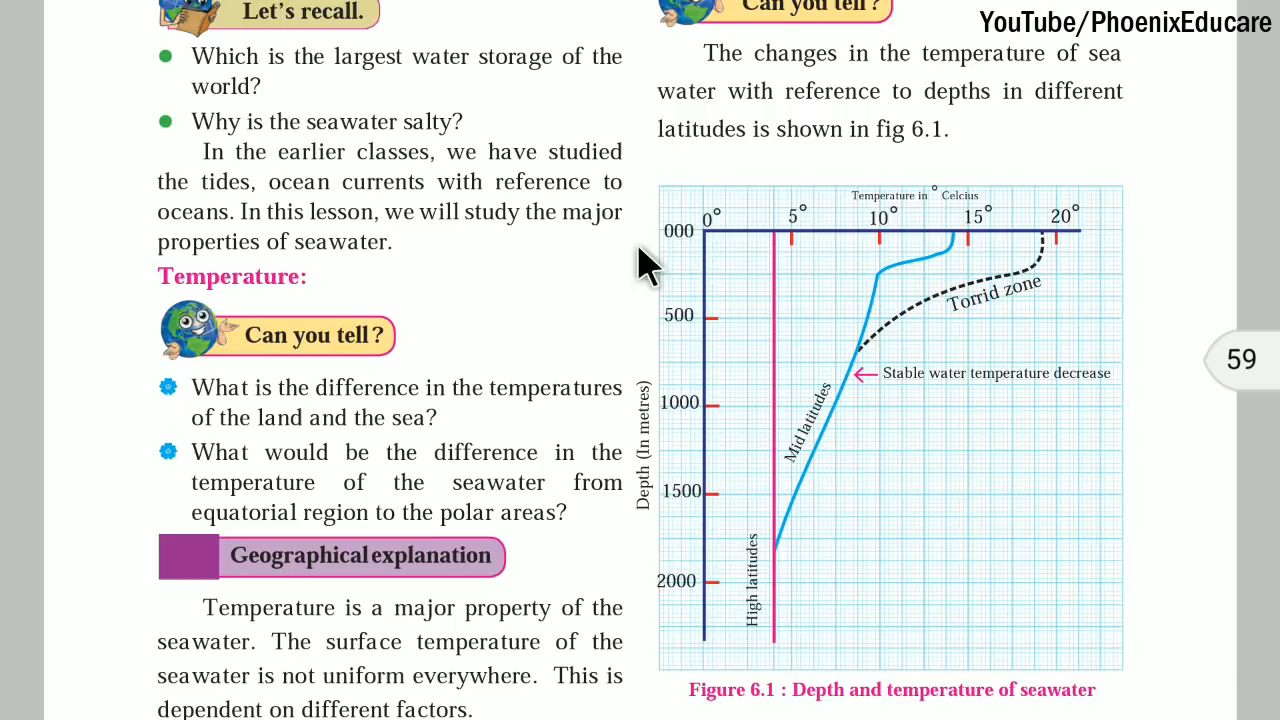 Let's recall.
Which is the largest water storage of the
world?
Why is the seawater salty?
In the earlier classes, we have studied
the tides, ocean currents with reference to
oceans. In this lesson, we will study the major
properties of seawater.
Temperature:
Can you tell?
What is the difference in the temperatures
of the land and the sea?
What would be the difference in the
temperature of the seawater from
equatorial region to the polar areas?
Geographical explanation
Temperature is a major property of the
seawater. The surface temperature of the
seawater is not uniform everywhere. This is
dependent on different factors.
Can you tell?
YouTube/PhoenixEducare
The changes in the temperature of sea
water with reference to depths in different
latitudes is shown in fig 6.1.
Temperature in ° Celcius
0° 5° 10° 15° 20°
000
500
1000
1500
2000
Depth (In metres)
Torrid zone
Stable water temperature decrease
Mid latitudes
High latitudes
Figure 6.1 : Depth and temperature of seawater
59